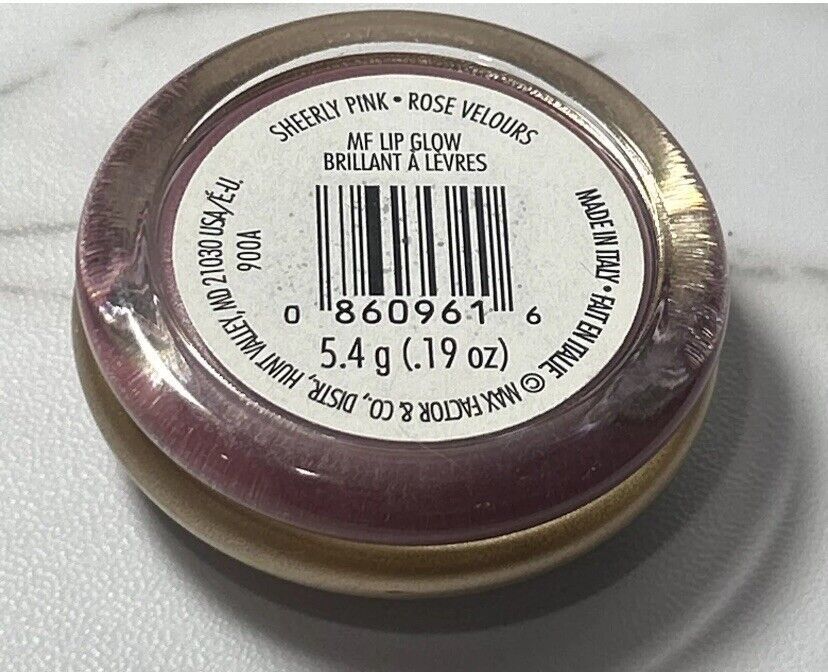 SHEERLY PINK • ROSE VELOURS
MF LIP GLOW
BRILLANT À LÈVRES
0 860961 6
5.4 g (.19 oz)
MADE IN ITALY • FAIT EN ITALIE © MAX FACTOR & CO., DISTR., HUNT VALLEY, MD 21030 USA/É-U.
900A